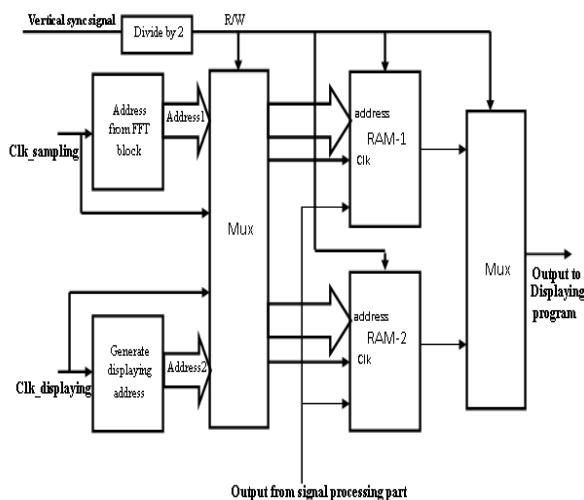 Vertical sync signal
Divide by 2
R/W
Address
from FFT
block
Address1
Clk_sampling
Mux
address
RAM-1
Clk
Mux
Output to
Displaying
program
address
RAM-2
Clk
Generate
displaying
address
Address2
Clk_displaying
Output from signal processing part